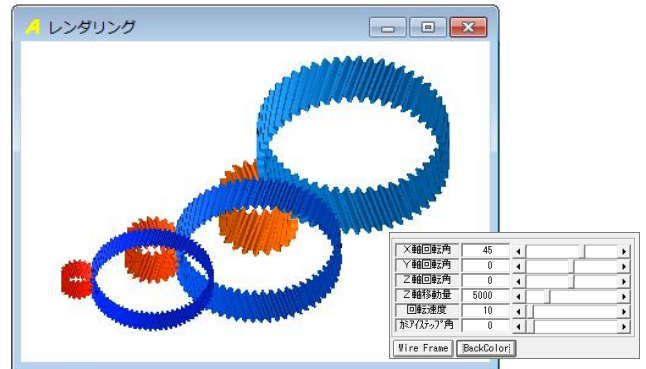 レンダリング
X軸回転角 45
Y軸回転角 0
Z軸回転角 0
Z軸移動量 5000
回転速度 10
かみアイステップ角 0
Wire Frame BackColor